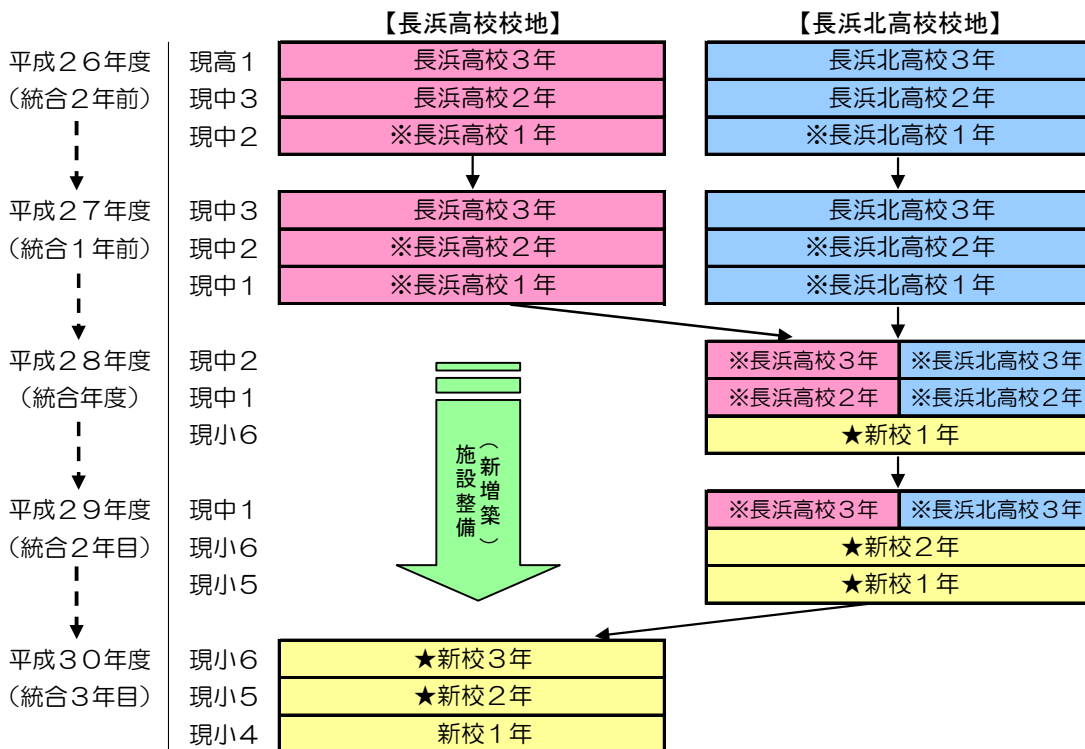 【長浜高校校地】 【長浜北高校校地】
平成２６年度 現高１ 長浜高校３年 長浜北高校３年
（統合２年前） 現中３ 長浜高校２年 長浜北高校２年
現中２ ※長浜高校１年 ※長浜北高校１年
平成２７年度 現中３ 長浜高校３年 長浜北高校３年
（統合１年前） 現中２ ※長浜高校２年 ※長浜北高校２年
現中１ ※長浜高校１年 ※長浜北高校１年
平成２８年度 現中２ ※長浜高校３年 ※長浜北高校３年
（統合年度） 現中１ ※長浜高校２年 ※長浜北高校２年
現小６ ★新校１年
（新増築）
施設整備
平成２９年度 現中１ ※長浜高校３年 ※長浜北高校３年
（統合２年目） 現小６ ★新校２年
現小５ ★新校１年
平成３０年度 現小６ ★新校３年
（統合３年目） 現小５ ★新校２年
現小４ 新校１年